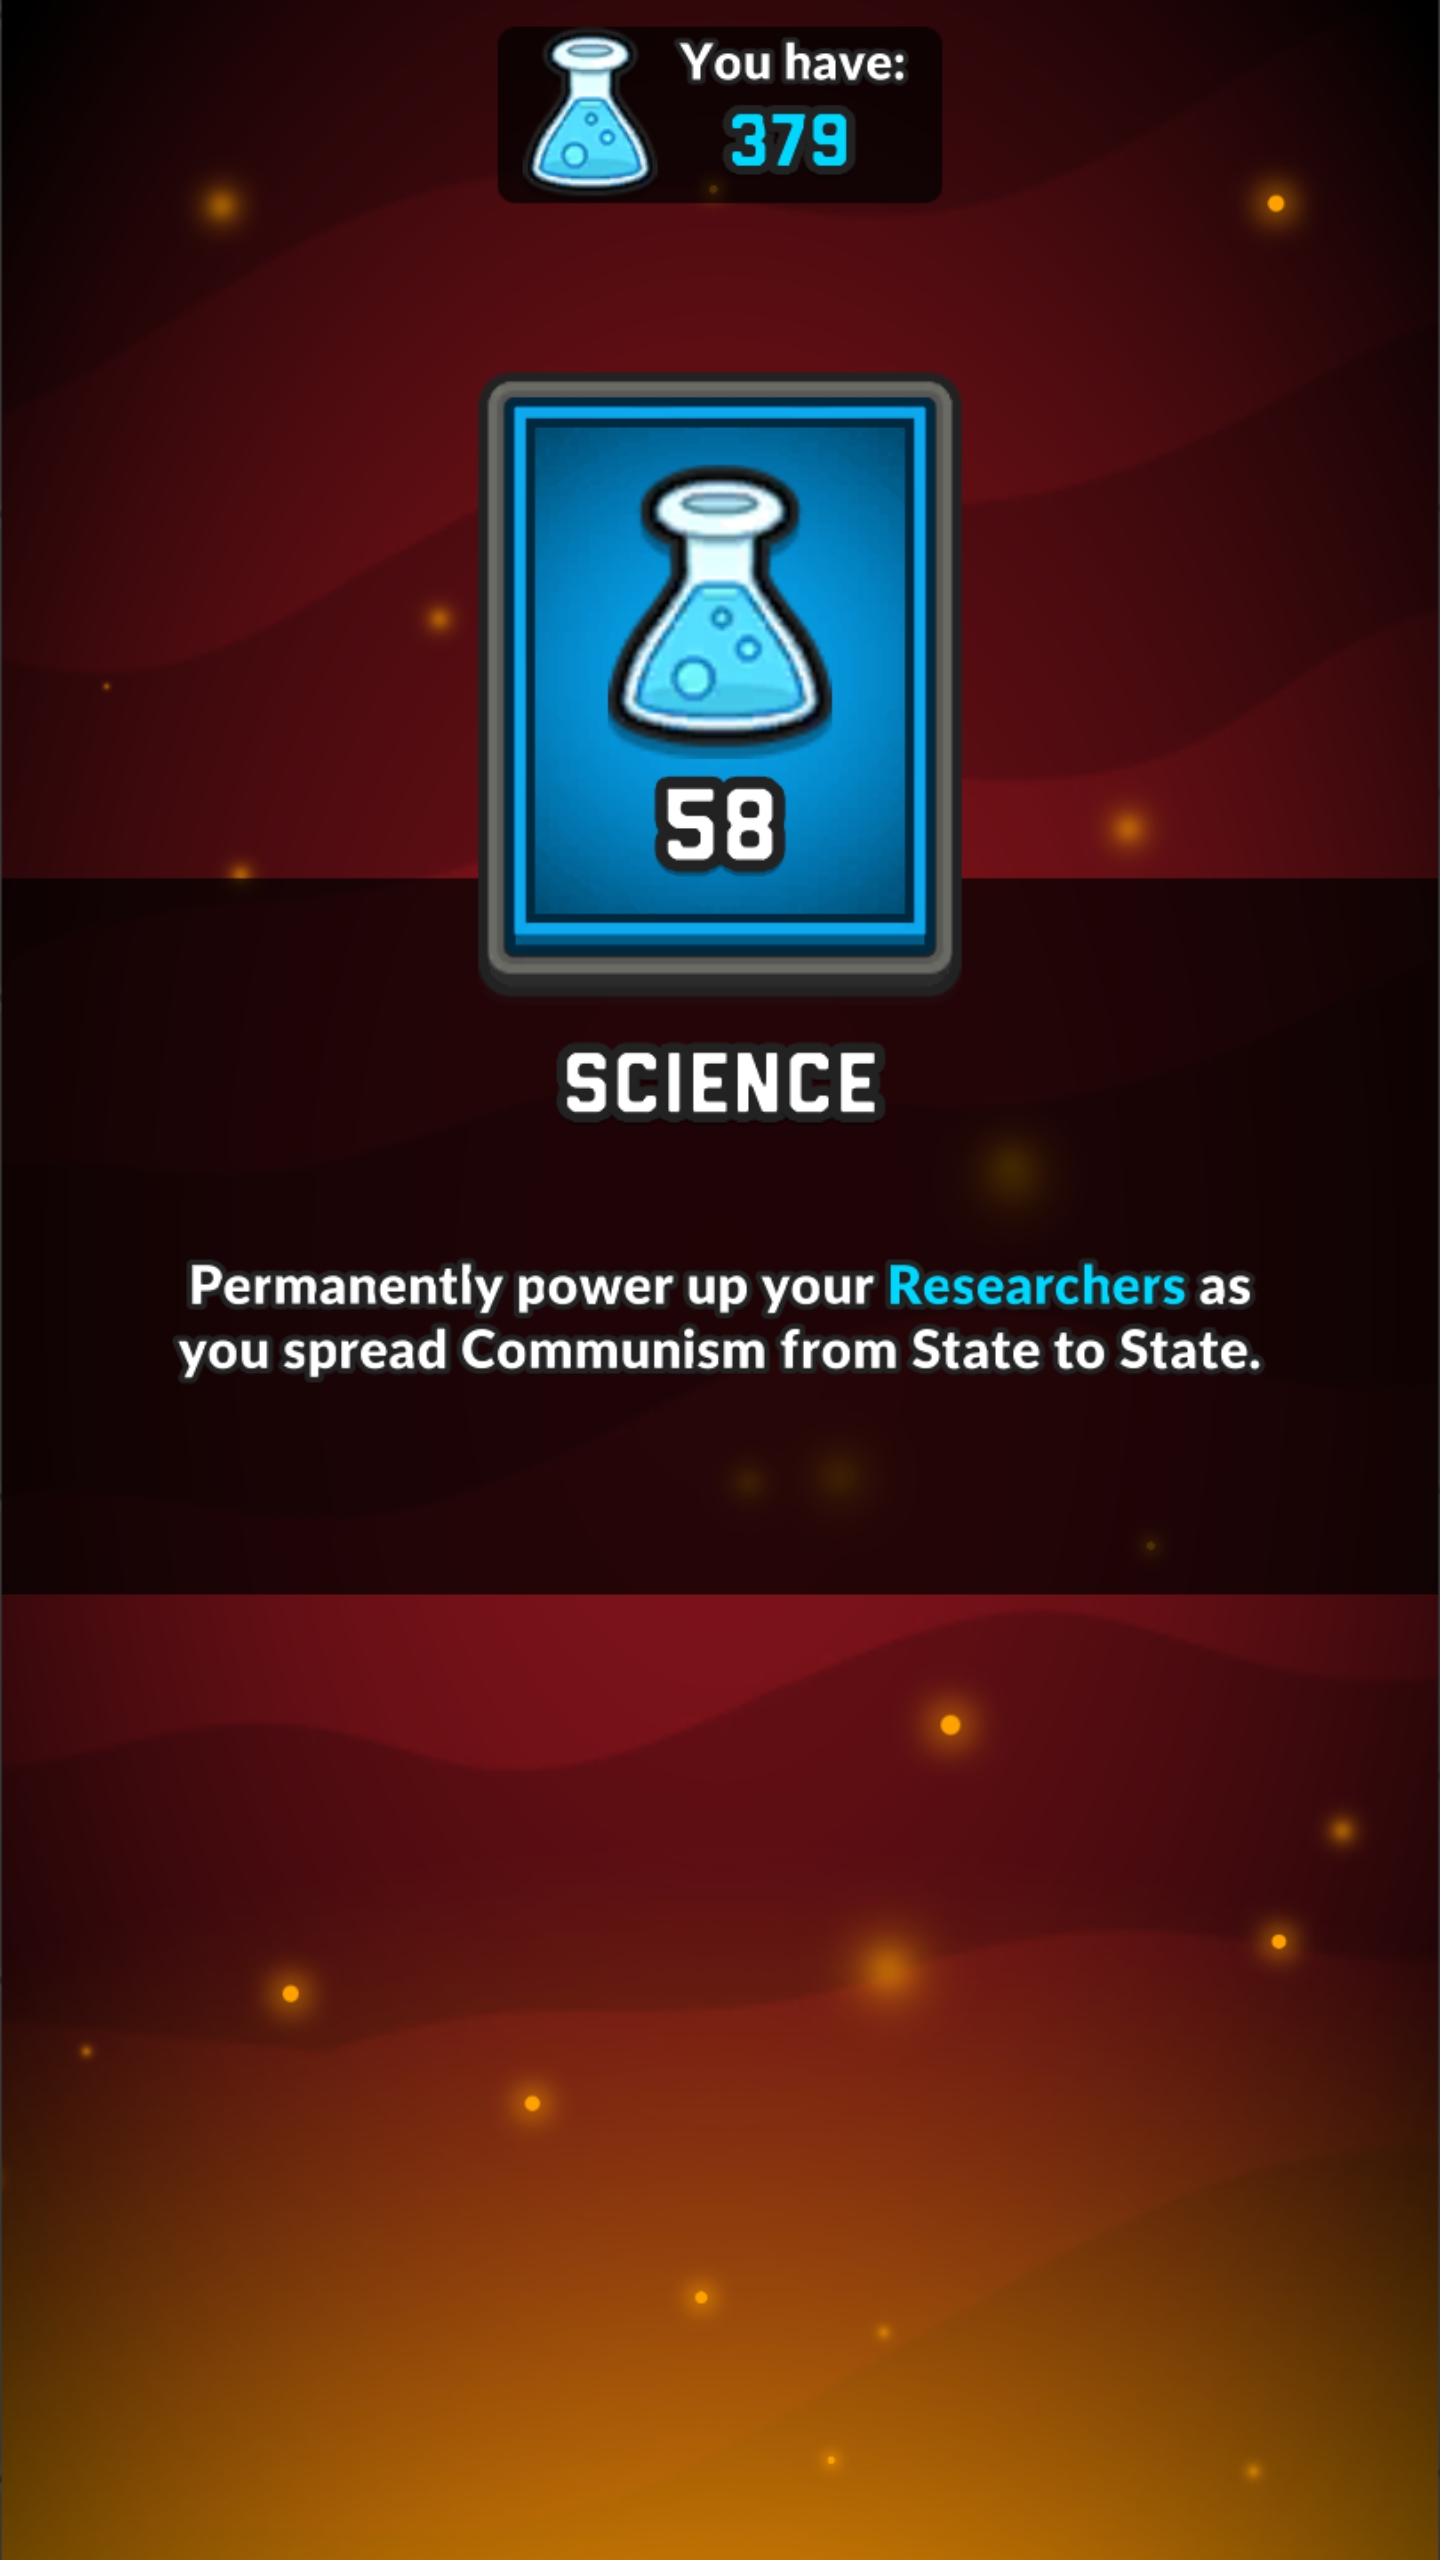 You have:
379
58
SCIENCE
Permanently power up your Researchers as
you spread Communism from State to State.